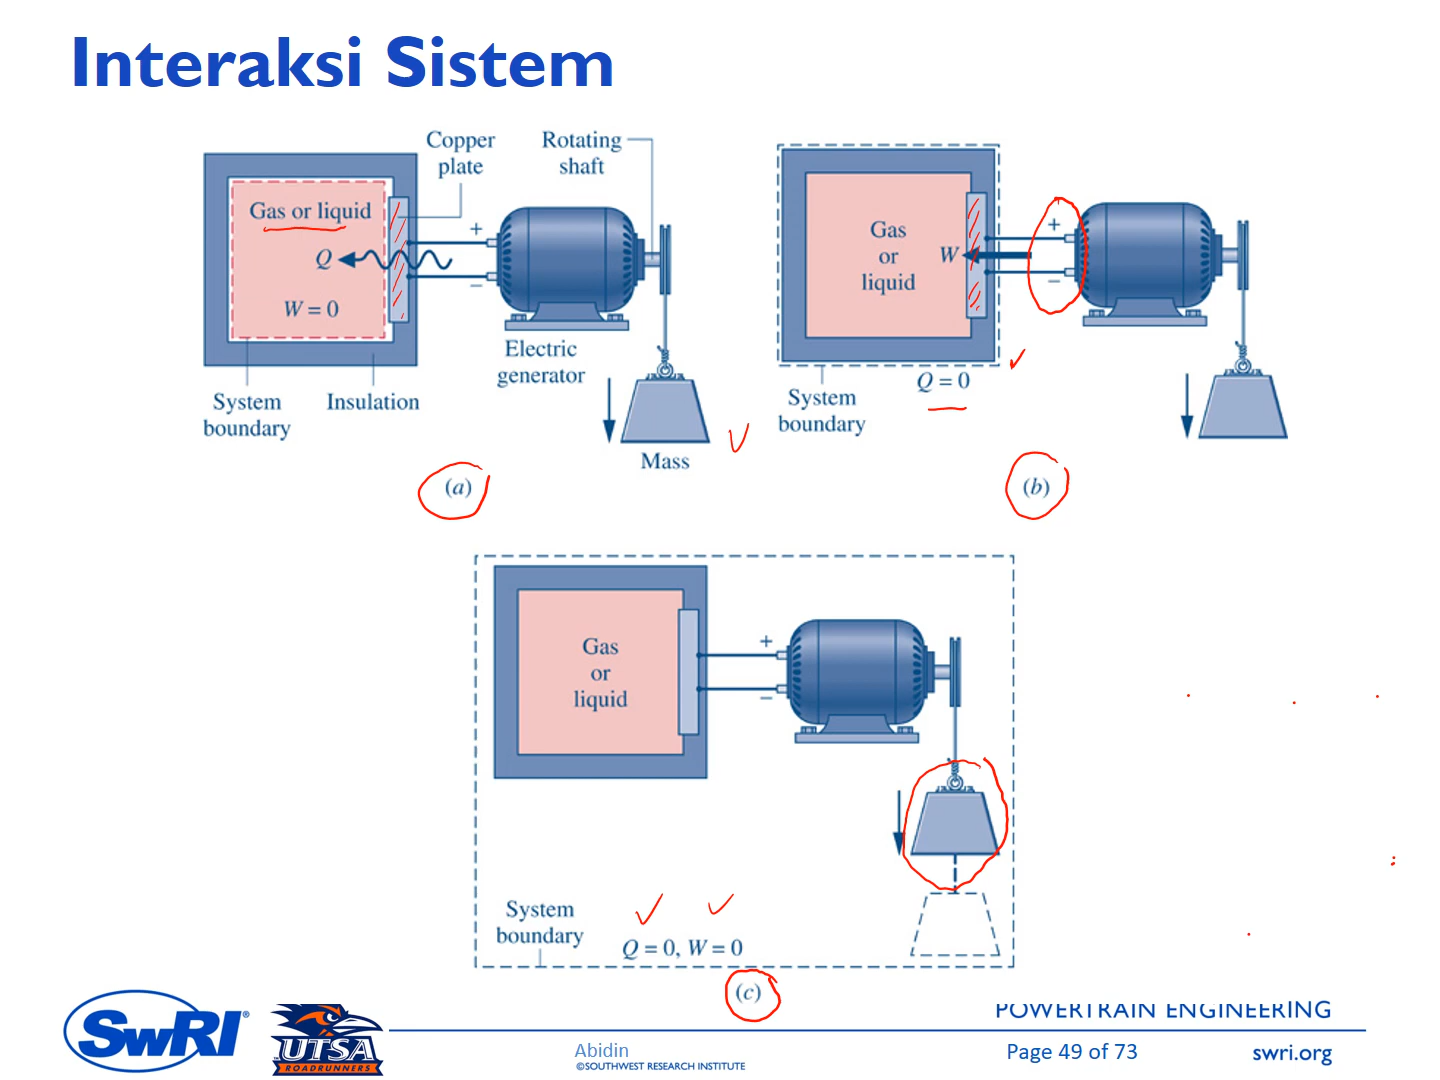 Interaksi Sistem
Copper
plate
Rotating
shaft
Gas or liquid
Q
W = 0
+
−
Electric
generator
System
boundary
Insulation
Mass
(a)
Gas
or
liquid
W
+
−
Q = 0
System
boundary
(b)
Gas
or
liquid
+
−
System
boundary
Q = 0, W = 0
(c)
SwRI®
UTSA
ROADRUNNERS
Abidin
©SOUTHWEST RESEARCH INSTITUTE
POWERTRAIN ENGINEERING
Page 49 of 73
swri.org